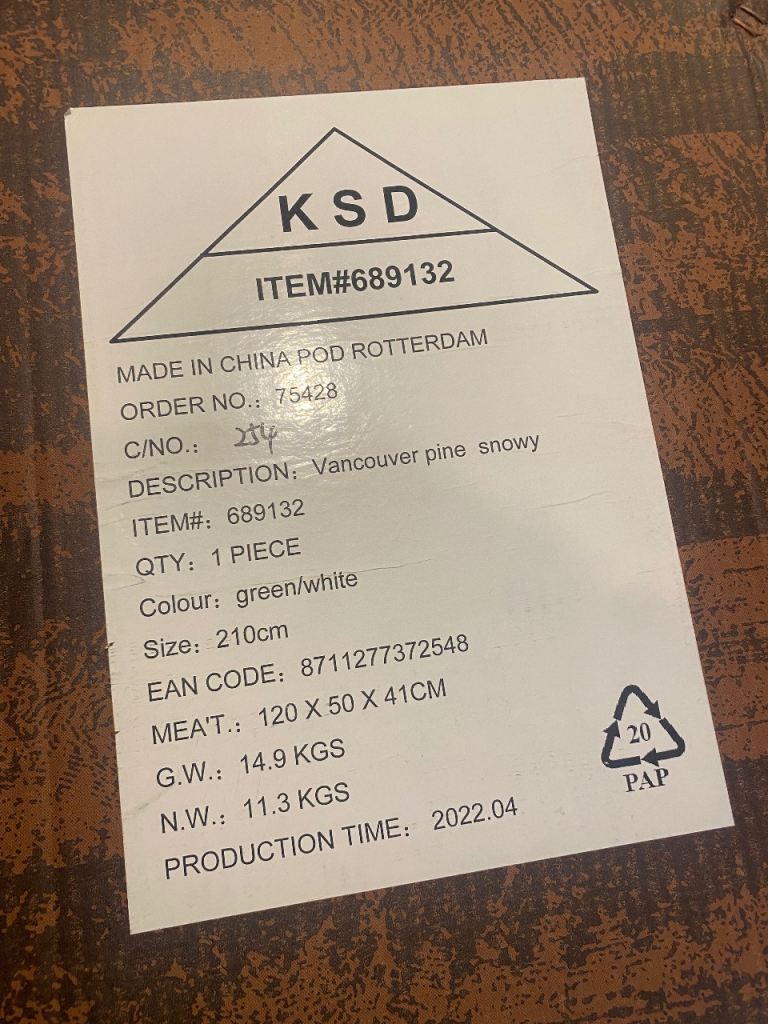 K S D
ITEM#689132
MADE IN CHINA POD ROTTERDAM
ORDER NO.: 75428
C/NO.: 254
DESCRIPTION: Vancouver pine snowy
ITEM#: 689132
QTY: 1 PIECE
Colour: green/white
Size: 210cm
EAN CODE: 8711277372548
MEA'T.: 120 X 50 X 41CM
G.W.: 14.9 KGS
N.W.: 11.3 KGS
PRODUCTION TIME: 2022.04
20
PAP